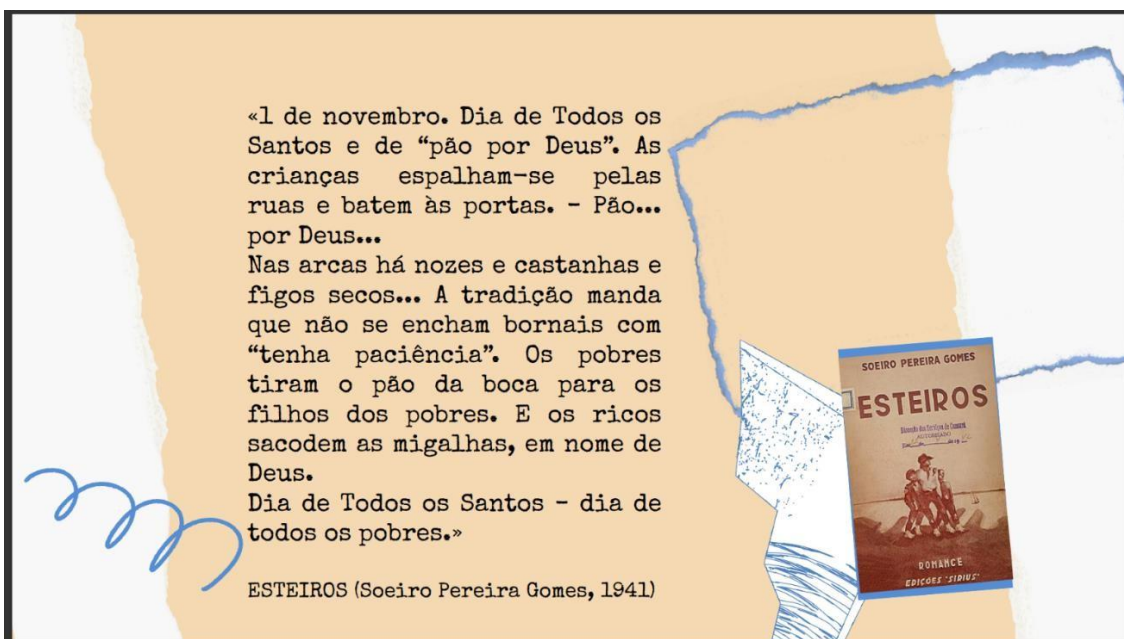 «1 de novembro. Dia de Todos os
Santos e de “pão por Deus”. As
crianças espalham-se pelas
ruas e batem às portas. – Pão...
por Deus...
Nas arcas há nozes e castanhas e
figos secos... A tradição manda
que não se encham bornais com
“tenha paciência”. Os pobres
tiram o pão da boca para os
filhos dos pobres. E os ricos
sacodem as migalhas, em nome de
Deus.
Dia de Todos os Santos – dia de
todos os pobres.»
ESTEIROS (Soeiro Pereira Gomes, 1941)
SOEIRO PEREIRA GOMES
ESTEIROS
ROMANCE
EDIÇÕES "SIRIUS"